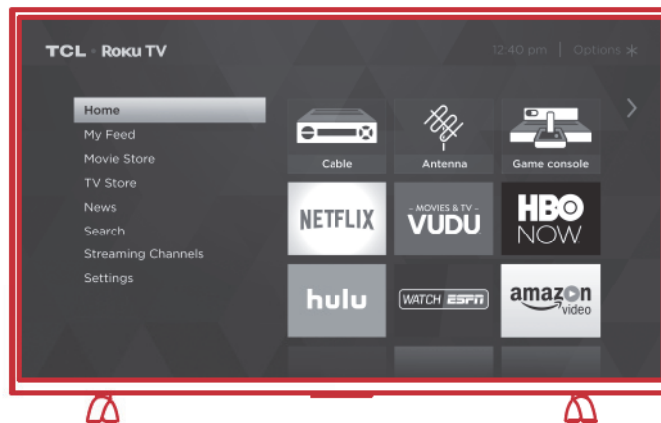 TCL · Roku TV
12:40 pm | Options *
Home
My Feed
Movie Store
TV Store
News
Search
Streaming Channels
Settings
Cable
Antenna
Game console
NETFLIX
- MOVIES & TV -
VUDU
HBO
NOW
hulu
WATCH ESPN
amazon
video